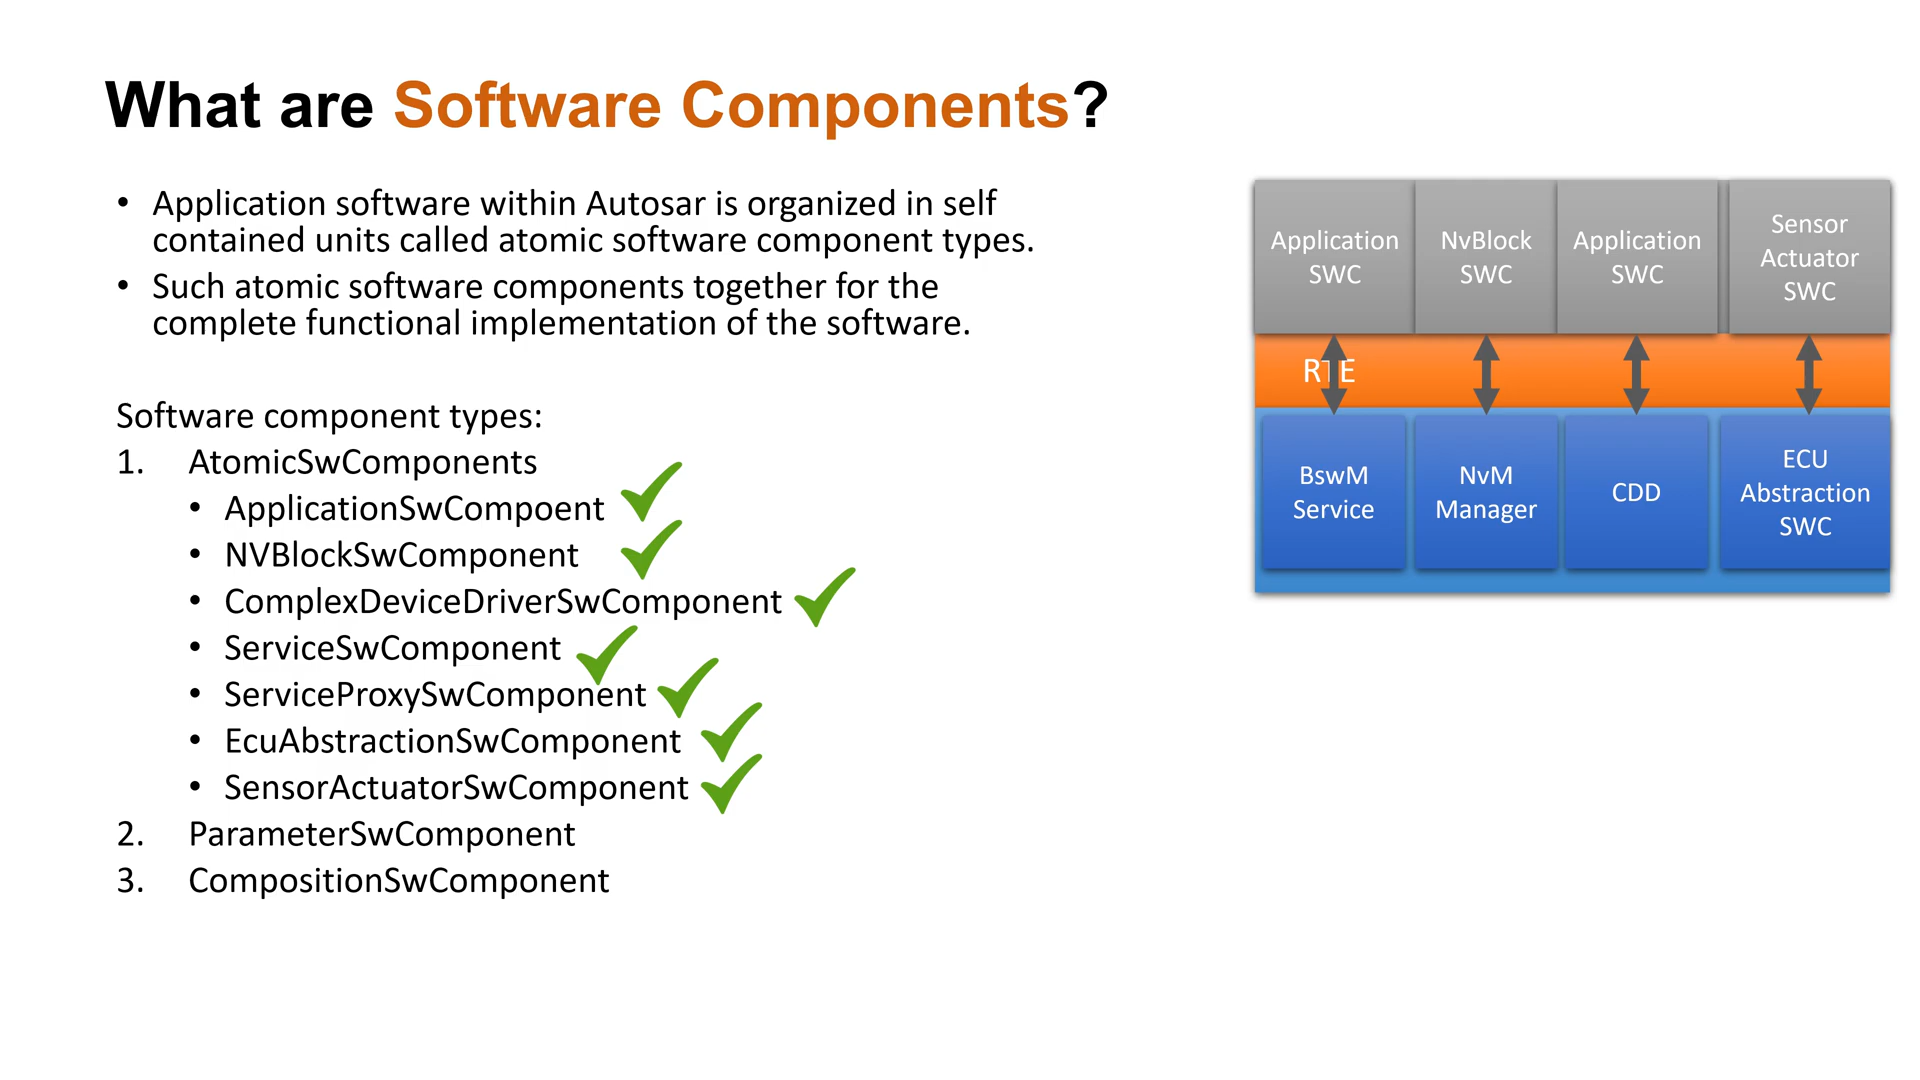 What are Software Components?
• Application software within Autosar is organized in self
contained units called atomic software component types.
• Such atomic software components together for the
complete functional implementation of the software.
Software component types:
1. AtomicSwComponents
• ApplicationSwCompoent
• NVBlockSwComponent
• ComplexDeviceDriverSwComponent
• ServiceSwComponent
• ServiceProxySwComponent
• EcuAbstractionSwComponent
• SensorActuatorSwComponent
2. ParameterSwComponent
3. CompositionSwComponent
Application
SWC
NvBlock
SWC
Application
SWC
Sensor
Actuator
SWC
RTE
BswM
Service
NvM
Manager
CDD
ECU
Abstraction
SWC